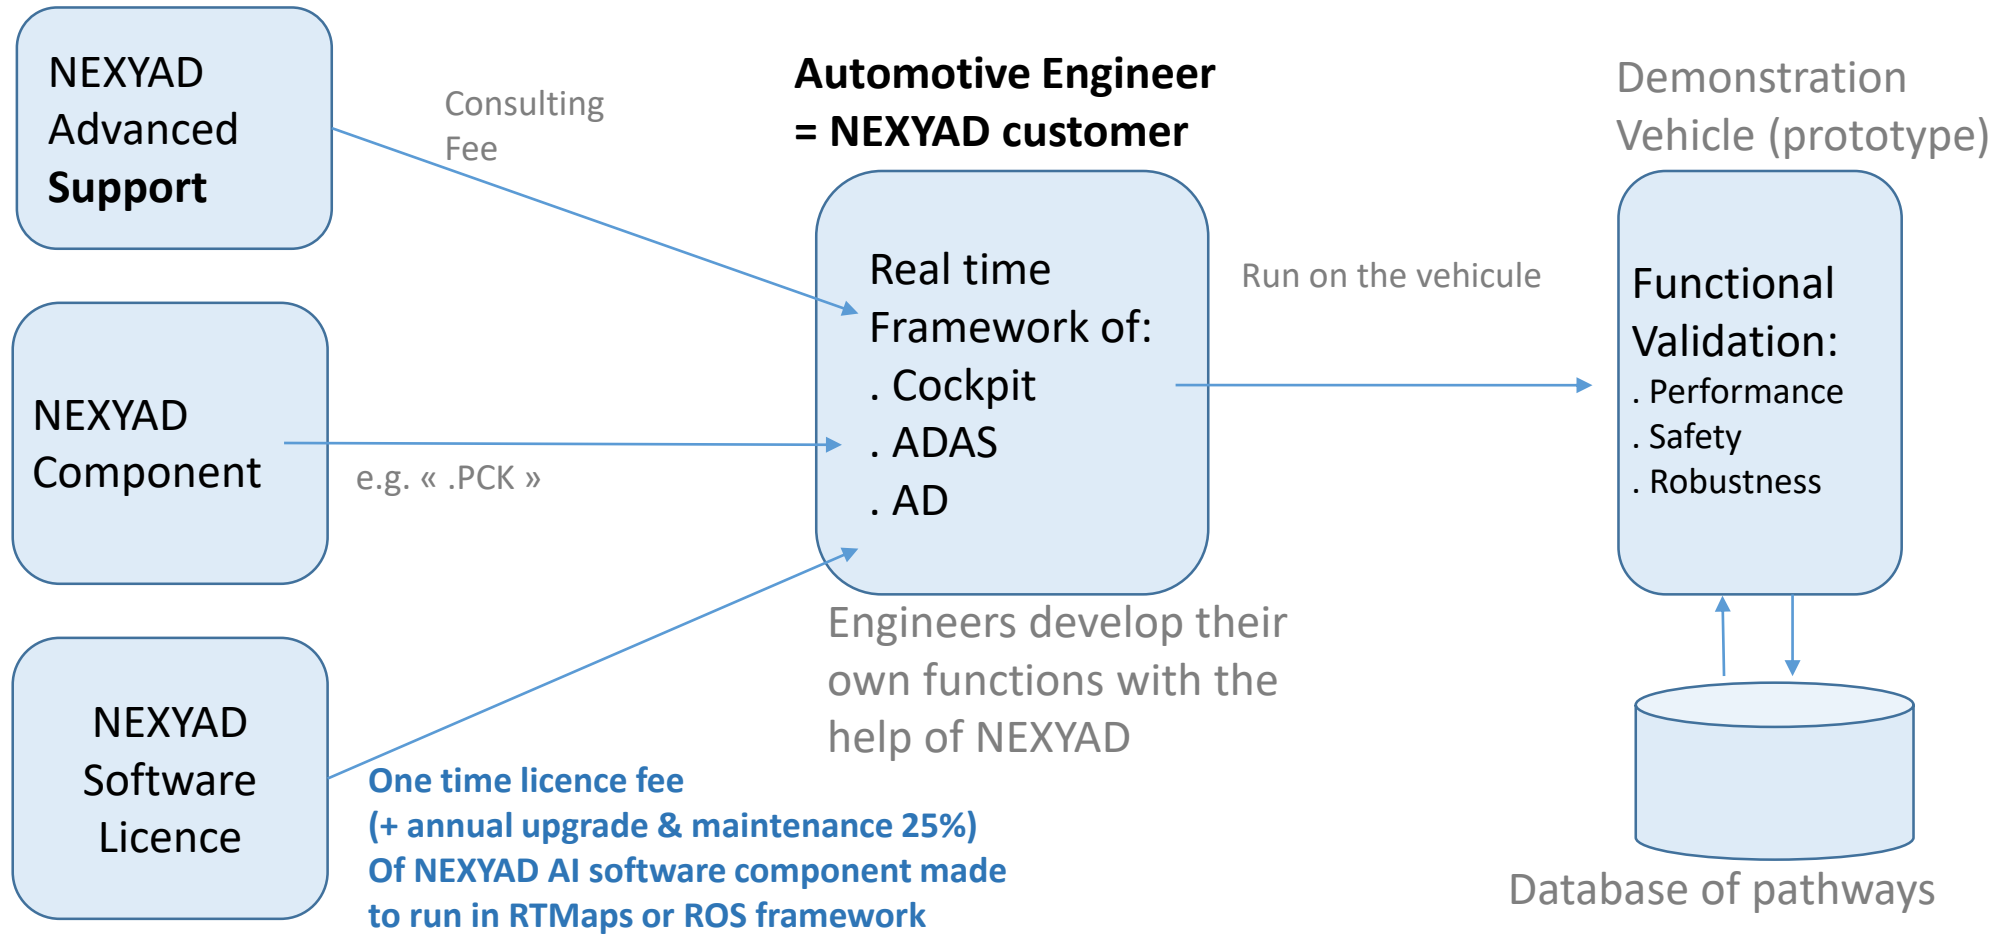 NEXYAD
Advanced
Support
Consulting
Fee
Automotive Engineer
= NEXYAD customer
Demonstration
Vehicle (prototype)
NEXYAD
Component
e.g. « .PCK »
Real time
Framework of:
. Cockpit
. ADAS
. AD
Run on the vehicule
Functional
Validation:
. Performance
. Safety
. Robustness
NEXYAD
Software
Licence
One time licence fee
(+ annual upgrade & maintenance 25%)
Of NEXYAD AI software component made
to run in RTMaps or ROS framework
Engineers develop their
own functions with the
help of NEXYAD
Database of pathways